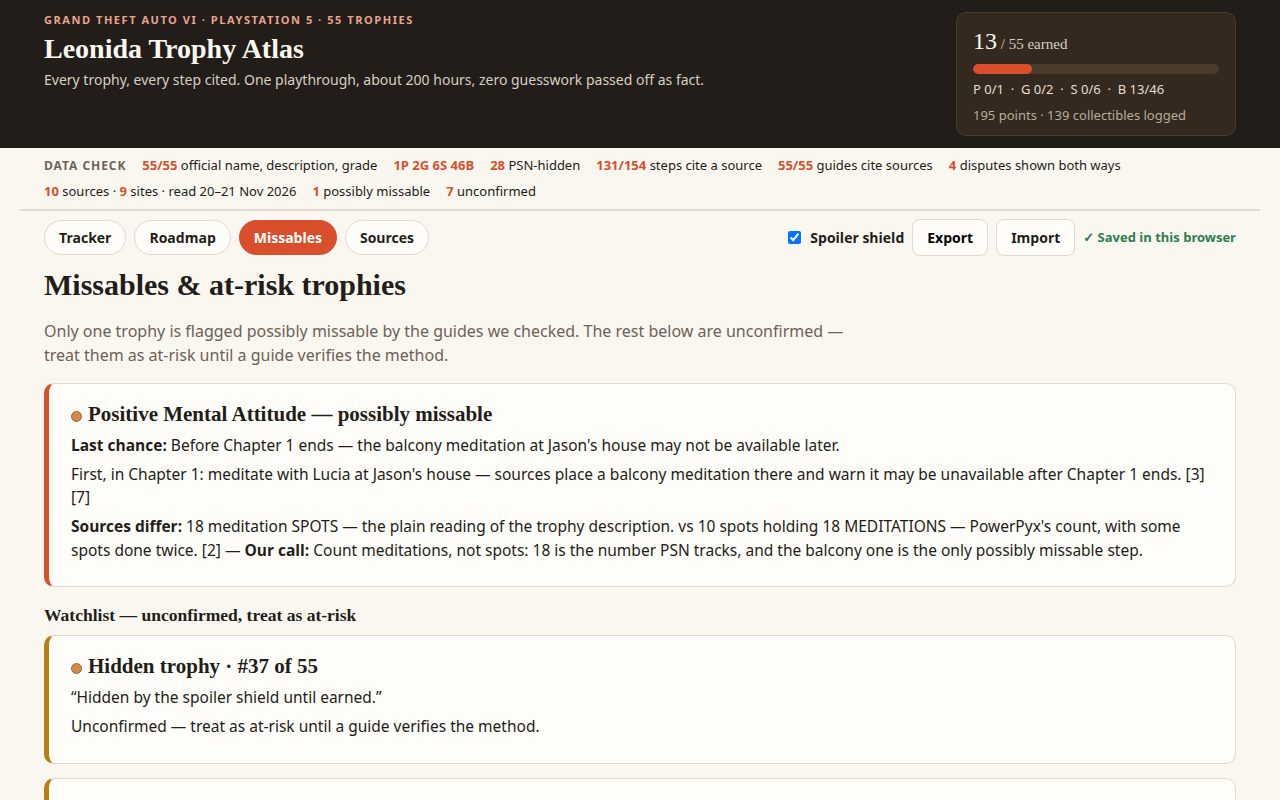 GRAND THEFT AUTO VI · PLAYSTATION 5 · 55 TROPHIES
Leonida Trophy Atlas
Every trophy, every step cited. One playthrough, about 200 hours, zero guesswork passed off as fact.
13 / 55 earned
P 0/1 · G 0/2 · S 0/6 · B 13/46
195 points · 139 collectibles logged
DATA CHECK 55/55 official name, description, grade 1P 2G 6S 46B 28 PSN-hidden 131/154 steps cite a source 55/55 guides cite sources 4 disputes shown both ways
10 sources · 9 sites · read 20–21 Nov 2026 1 possibly missable 7 unconfirmed
Tracker Roadmap Missables Sources Spoiler shield Export Import ✓ Saved in this browser
Missables & at-risk trophies
Only one trophy is flagged possibly missable by the guides we checked. The rest below are unconfirmed —
treat them as at-risk until a guide verifies the method.
Positive Mental Attitude — possibly missable
Last chance: Before Chapter 1 ends — the balcony meditation at Jason's house may not be available later.
First, in Chapter 1: meditate with Lucia at Jason's house — sources place a balcony meditation there and warn it may be unavailable after Chapter 1 ends. [3]
[7]
Sources differ: 18 meditation SPOTS — the plain reading of the trophy description. vs 10 spots holding 18 MEDITATIONS — PowerPyx's count, with some
spots done twice. [2] — Our call: Count meditations, not spots: 18 is the number PSN tracks, and the balcony one is the only possibly missable step.
Watchlist — unconfirmed, treat as at-risk
Hidden trophy · #37 of 55
“Hidden by the spoiler shield until earned.”
Unconfirmed — treat as at-risk until a guide verifies the method.